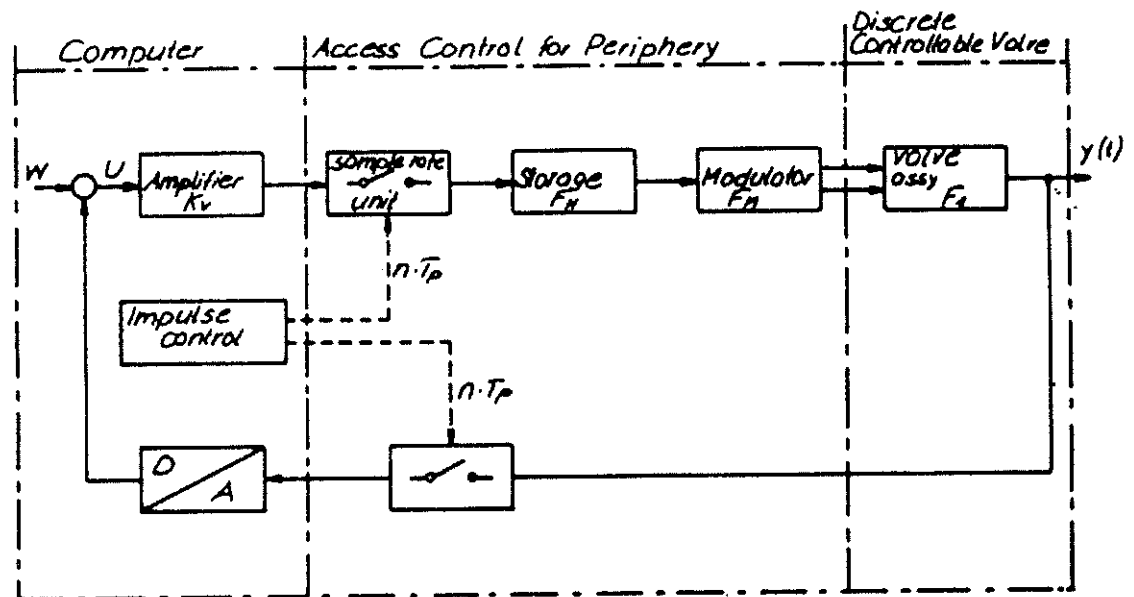 Discrete
Computer
Access Control for Periphery
Controllable Valve
W
U
Amplifier
Kv
sample rate
unit
Storage
FH
Modulator
FM
valve
assy
F1
y(t)
n·Tp
Impulse
control
n·Tp
D
A